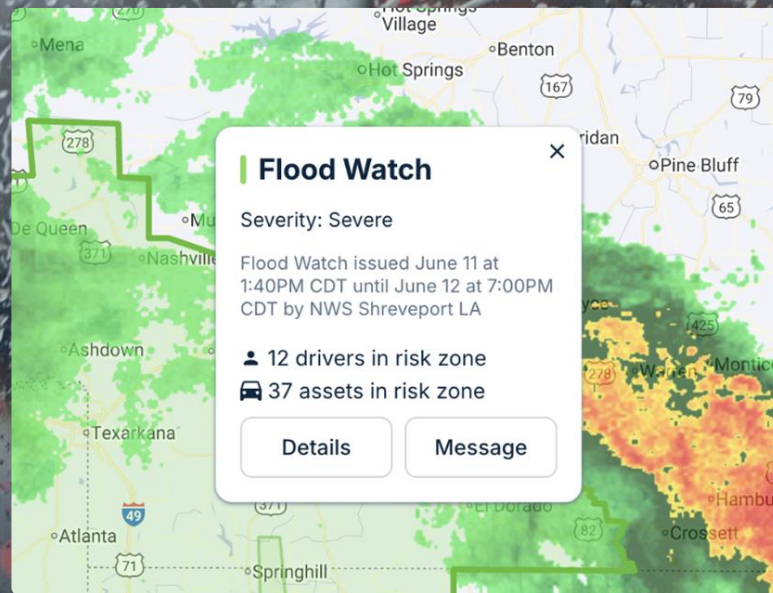 270
Hot Springs
Village
Mena
Benton
Hot Springs
167
79
278
Flood Watch
Pine Bluff
Severity: Severe
65
De Queen
371
Nashville
Flood Watch issued June 11 at
1:40PM CDT until June 12 at 7:00PM
CDT by NWS Shreveport LA
425
Ashdown
12 drivers in risk zone
278
Warren
37 assets in risk zone
Texarkana
Details
Message
El Dorado
49
371
82
Atlanta
Crossett
71
Springhill